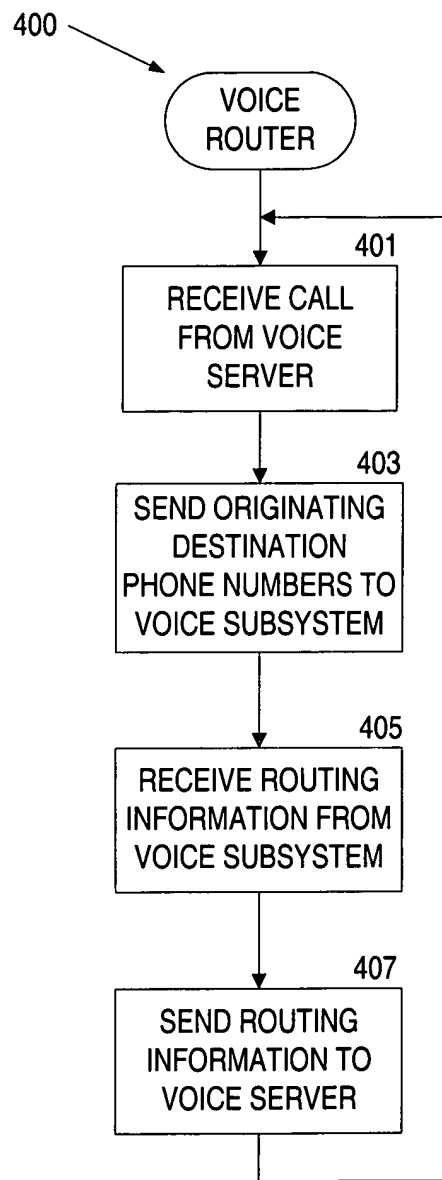 400
VOICE
ROUTER
401
RECEIVE CALL
FROM VOICE
SERVER
403
SEND ORIGINATING
DESTINATION
PHONE NUMBERS TO
VOICE SUBSYSTEM
405
RECEIVE ROUTING
INFORMATION FROM
VOICE SUBSYSTEM
407
SEND ROUTING
INFORMATION TO
VOICE SERVER